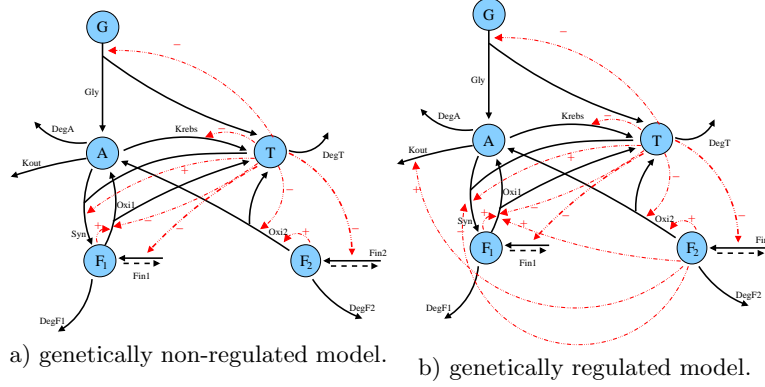 G
Gly
DegA
Krebs
A
T
DegT
Kout
Oxi1
Syn
Oxi2
F1
F2
Fin1
Fin2
DegF1
DegF2
a) genetically non-regulated model.
G
Gly
DegA
Krebs
A
T
DegT
Kout
Oxi1
Syn
Oxi2
F1
F2
Fin1
Fin
DegF1
DegF2
b) genetically regulated model.